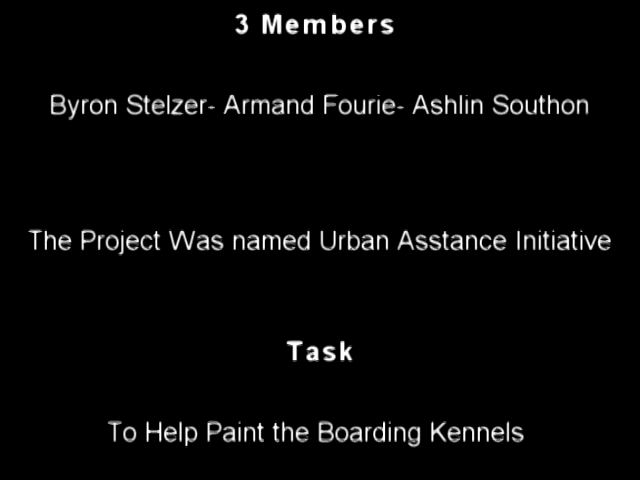 3 Members
Byron Stelzer- Armand Fourie- Ashlin Southon
The Project Was named Urban Asstance Initiative
Task
To Help Paint the Boarding Kennels